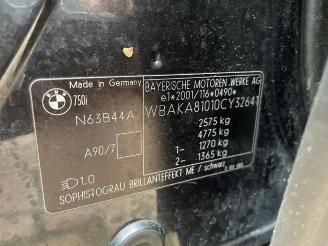 Made in Germany
BMW
750i
N63B44A
A90/7
1.0
BAYERISCHE MOTOREN WERKE AG
e1*2001/116*0490*
WBAKA81010CY32641
2575 kg
4775 kg
1- 1270 kg
2- 1365 kg
SOPHISTOGRAU BRILLANTEFFEKT ME / schwarz